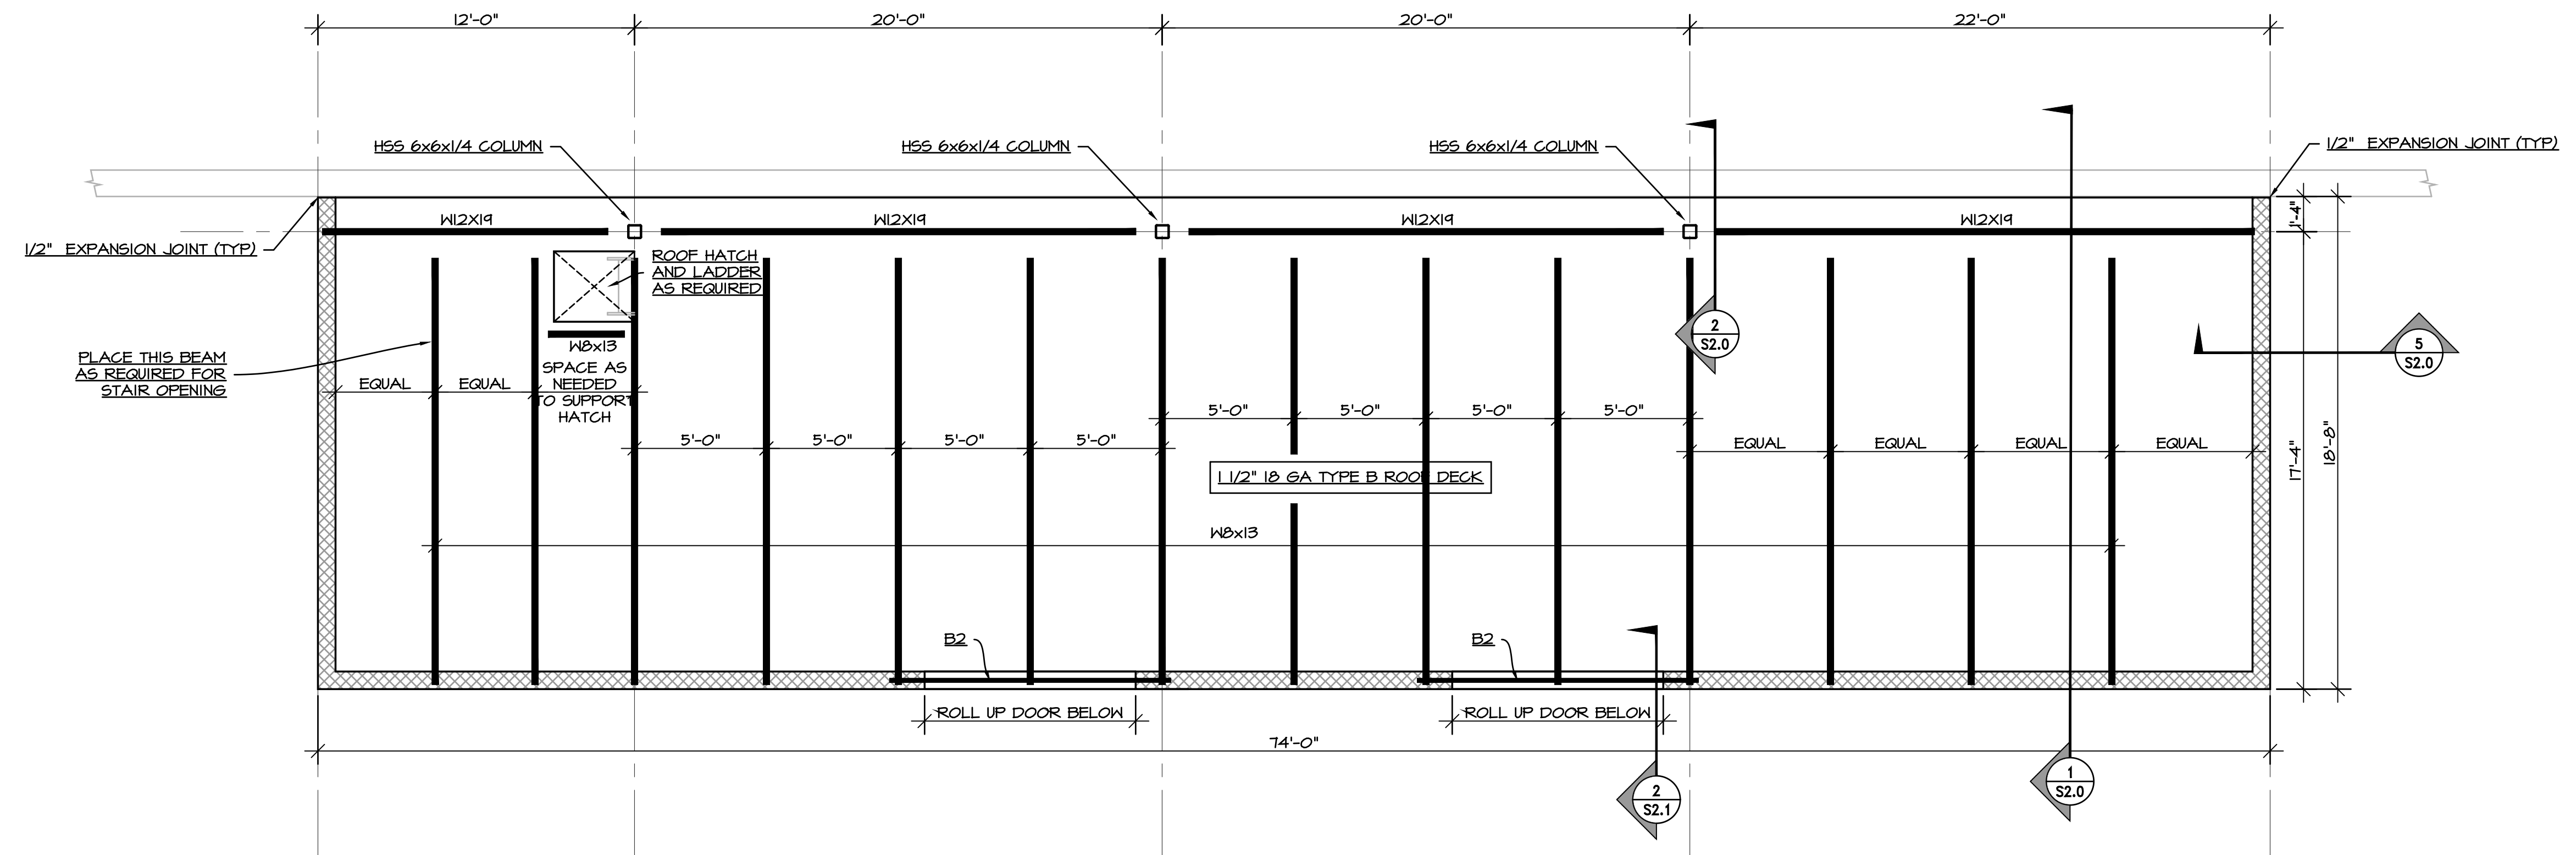 12'-0"
20'-0"
20'-0"
22'-0"
HSS 6x6x1/4 COLUMN
HSS 6x6x1/4 COLUMN
HSS 6x6x1/4 COLUMN
1/2" EXPANSION JOINT (TYP)
W12X19
W12X19
W12X19
W12X19
1'-4"
1/2" EXPANSION JOINT (TYP)
ROOF HATCH
AND LADDER
AS REQUIRED
2
S2.0
5
S2.0
W8x13
PLACE THIS BEAM
AS REQUIRED FOR
STAIR OPENING
SPACE AS
NEEDED
TO SUPPORT
HATCH
EQUAL
EQUAL
5'-0"
5'-0"
5'-0"
5'-0"
5'-0"
5'-0"
5'-0"
5'-0"
EQUAL
EQUAL
EQUAL
EQUAL
17'-4"
18'-8"
1 1/2" 18 GA TYPE B ROOF DECK
W8x13
B2
B2
ROLL UP DOOR BELOW
ROLL UP DOOR BELOW
74'-0"
2
S2.1
1
S2.0